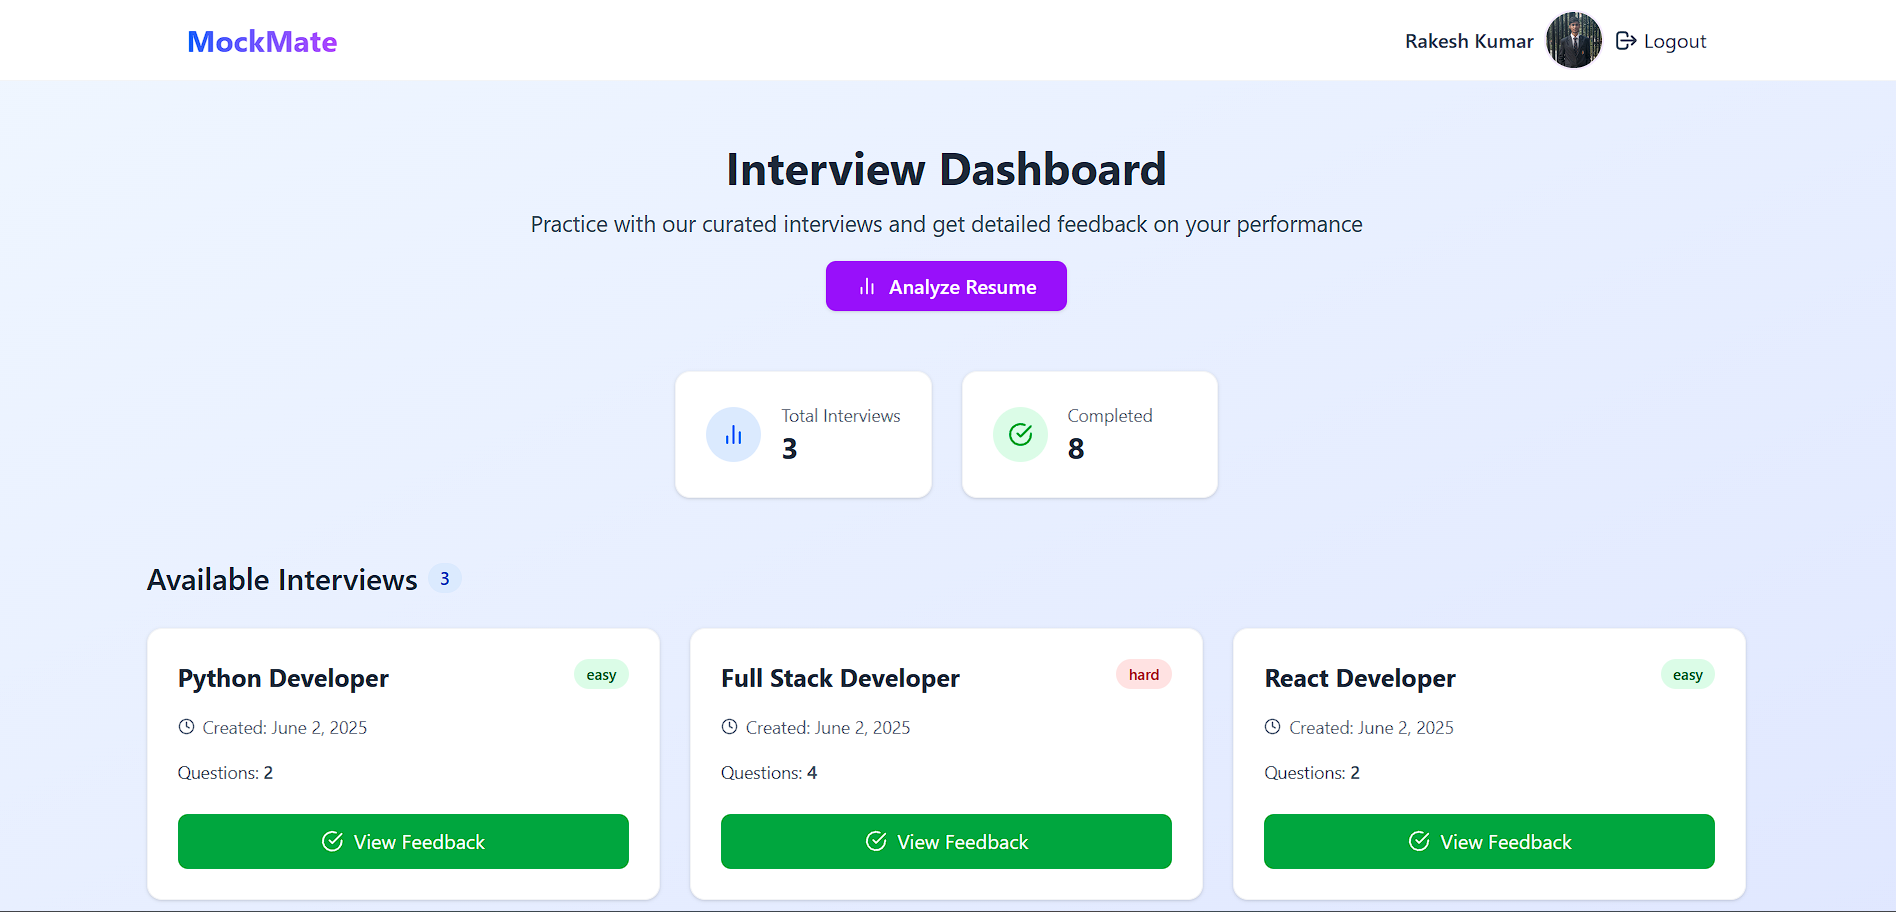 MockMate
Rakesh Kumar
Logout
Interview Dashboard
Practice with our curated interviews and get detailed feedback on your performance
Analyze Resume
Total Interviews
3
Completed
8
Available Interviews 3
Python Developer
easy
Created: June 2, 2025
Questions: 2
View Feedback
Full Stack Developer
hard
Created: June 2, 2025
Questions: 4
View Feedback
React Developer
easy
Created: June 2, 2025
Questions: 2
View Feedback